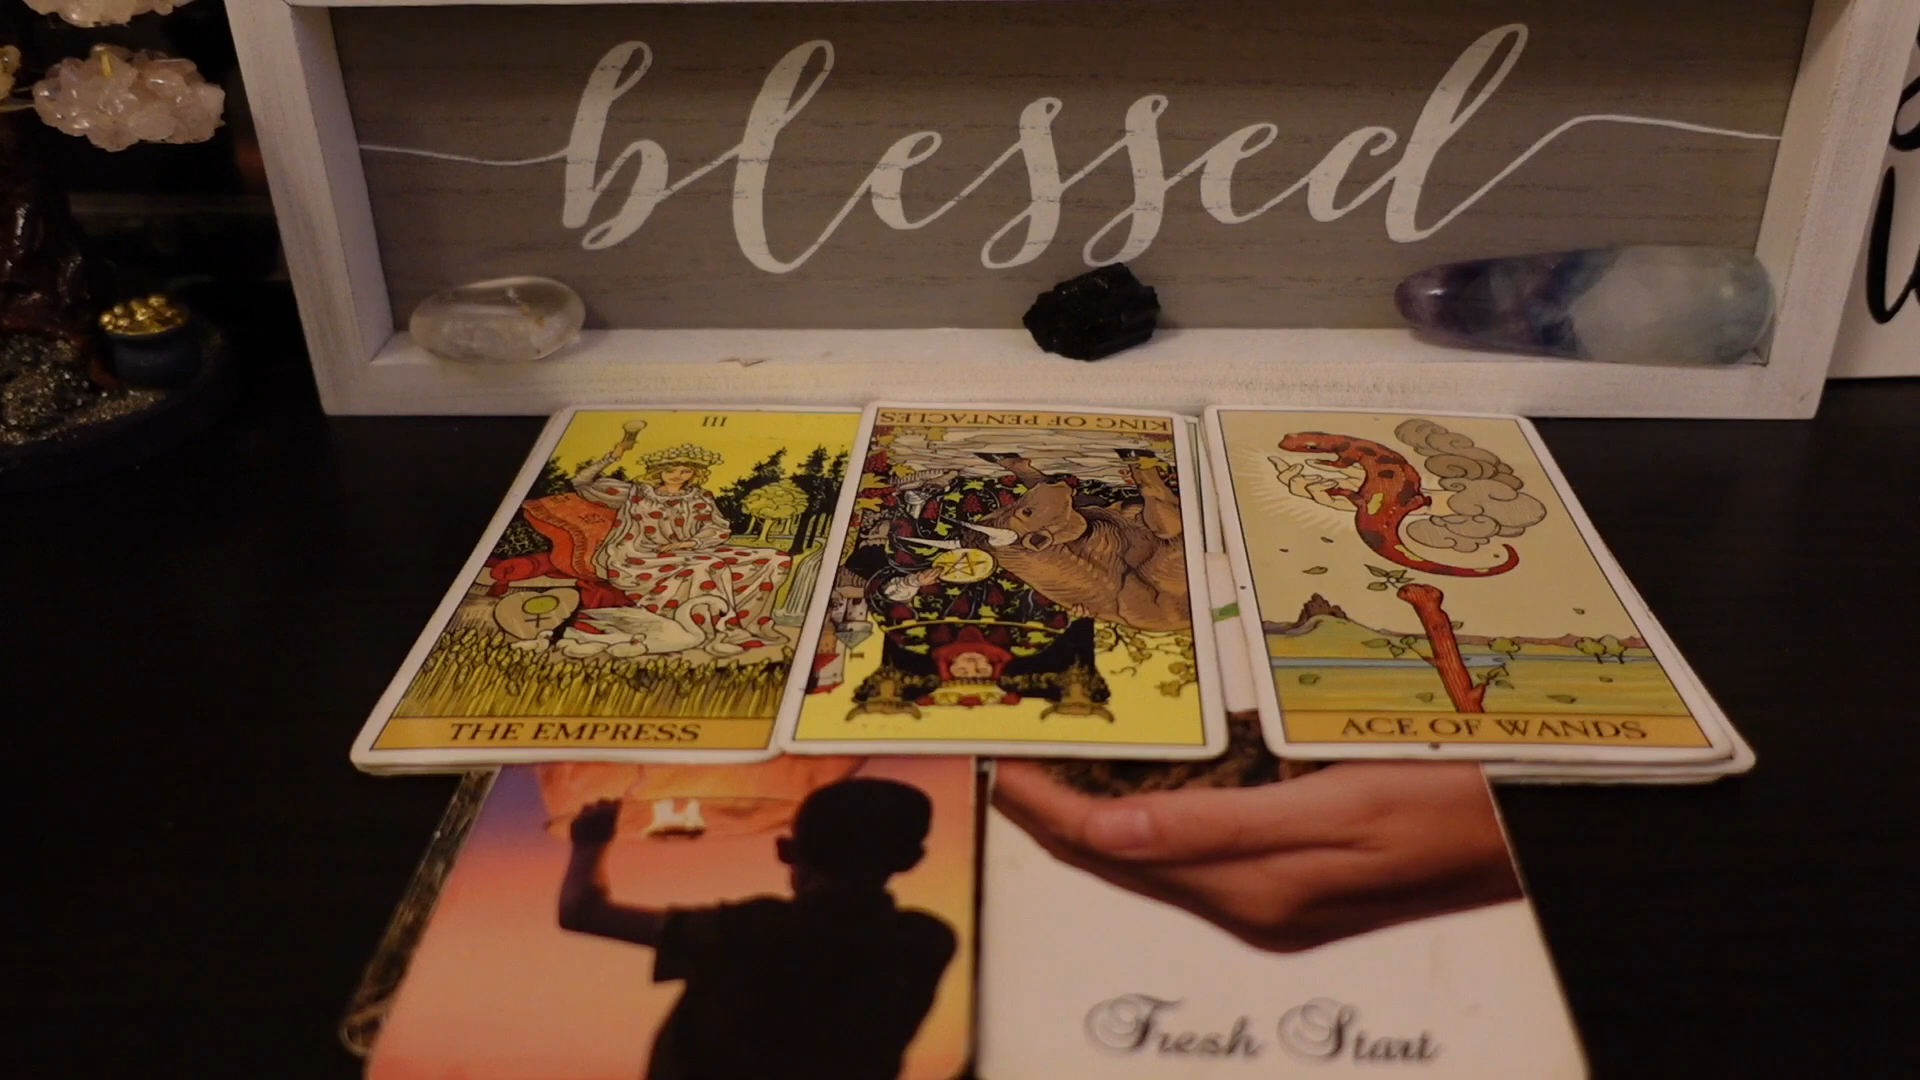 blessed
III
KING OF PENTACLES
THE EMPRESS
ACE OF WANDS
Fresh Start